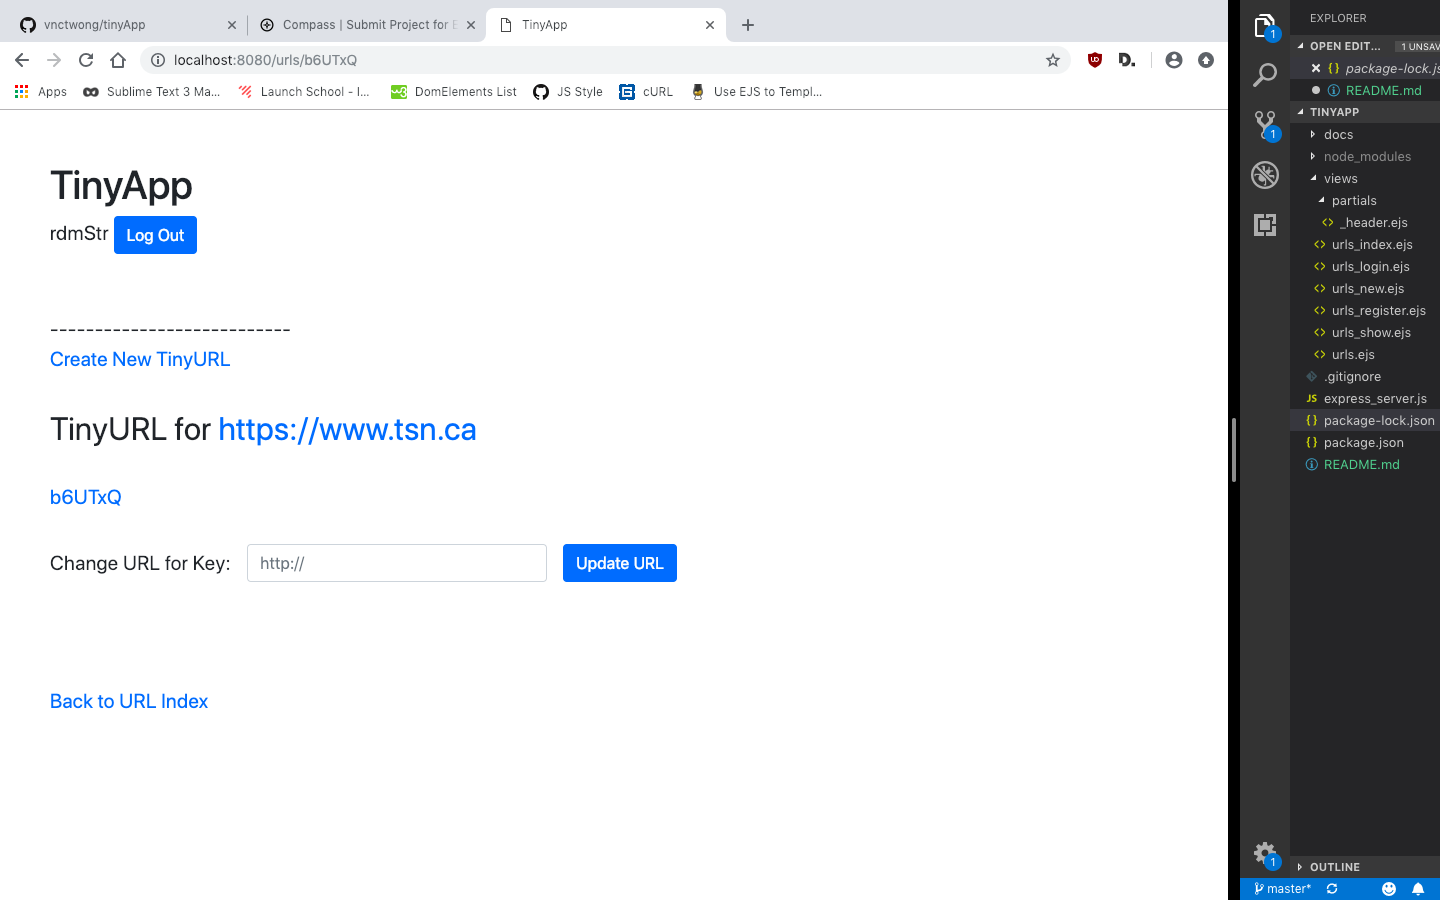 vnctwong/tinyApp
Compass | Submit Project for E
TinyApp
localhost:8080/urls/b6UTxQ
Apps
Sublime Text 3 Ma...
Launch School - I...
DomElements List
JS Style
cURL
Use EJS to Templ...
TinyApp
rdmStr Log Out
---------------------------
Create New TinyURL
TinyURL for https://www.tsn.ca
b6UTxQ
Change URL for Key: http:// Update URL
Back to URL Index
EXPLORER
OPEN EDIT... 1 UNSAV
package-lock.js
README.md
TINYAPP
docs
node_modules
views
partials
_header.ejs
urls_index.ejs
urls_login.ejs
urls_new.ejs
urls_register.ejs
urls_show.ejs
urls.ejs
.gitignore
JS express_server.js
package-lock.json
package.json
README.md
1
1
1
OUTLINE
master*